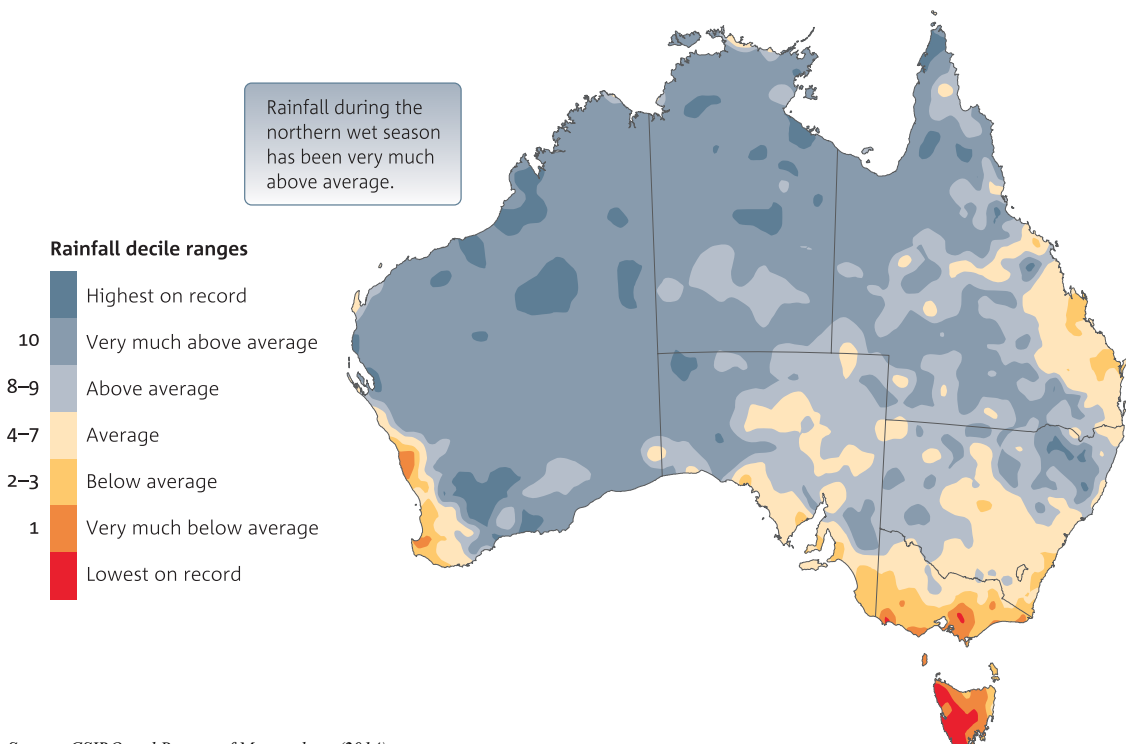 Rainfall during the
northern wet season
has been very much
above average.
Rainfall decile ranges
Highest on record
10 Very much above average
8–9 Above average
4–7 Average
2–3 Below average
1 Very much below average
Lowest on record